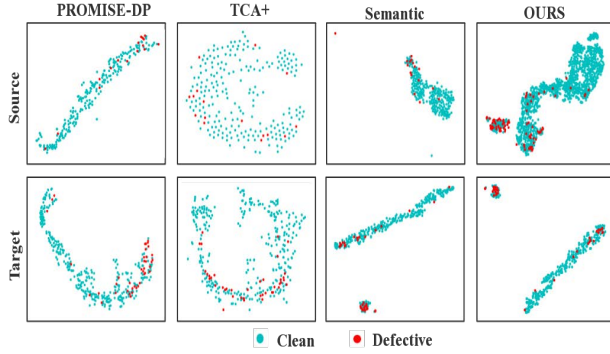 PROMISE-DP TCA+ Semantic OURS
Source
Target
Clean Defective